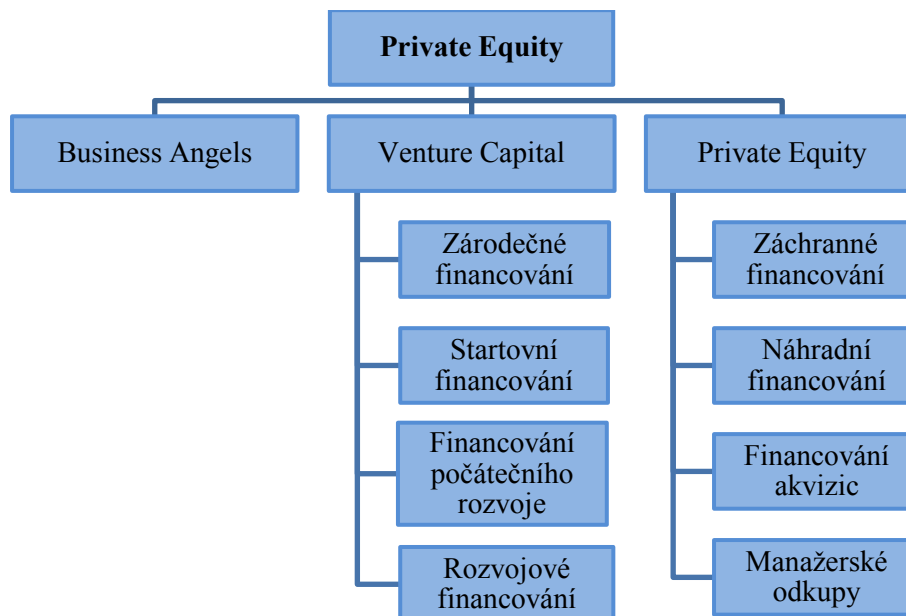 Private Equity
Business Angels
Venture Capital
Private Equity
Zárodečné
financování
Startovní
financování
Financování
počátečního
rozvoje
Rozvojové
financování
Záchranné
financování
Náhradní
financování
Financování
akvizic
Manažerské
odkupy